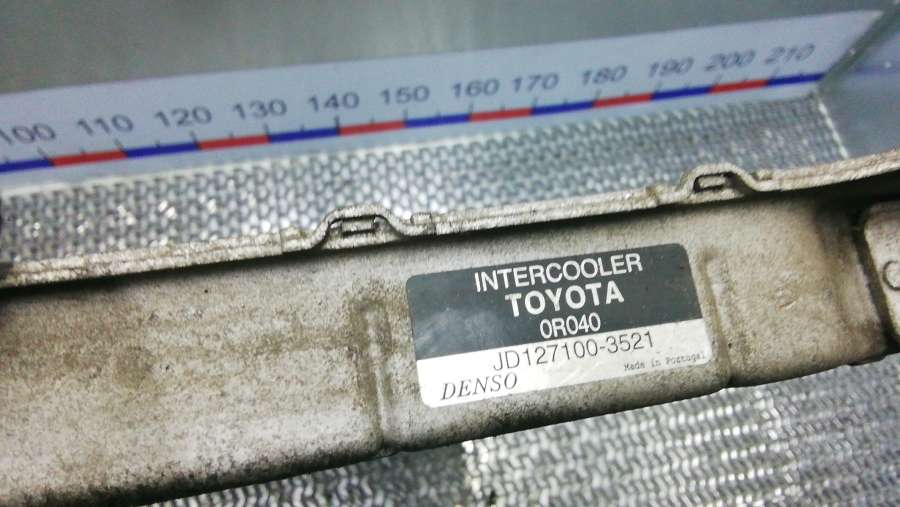 100 110 120 130 140 150 160 170 180 190 200 210
INTERCOOLER
TOYOTA
0R040
JD127100-3521
DENSO Made in Portugal